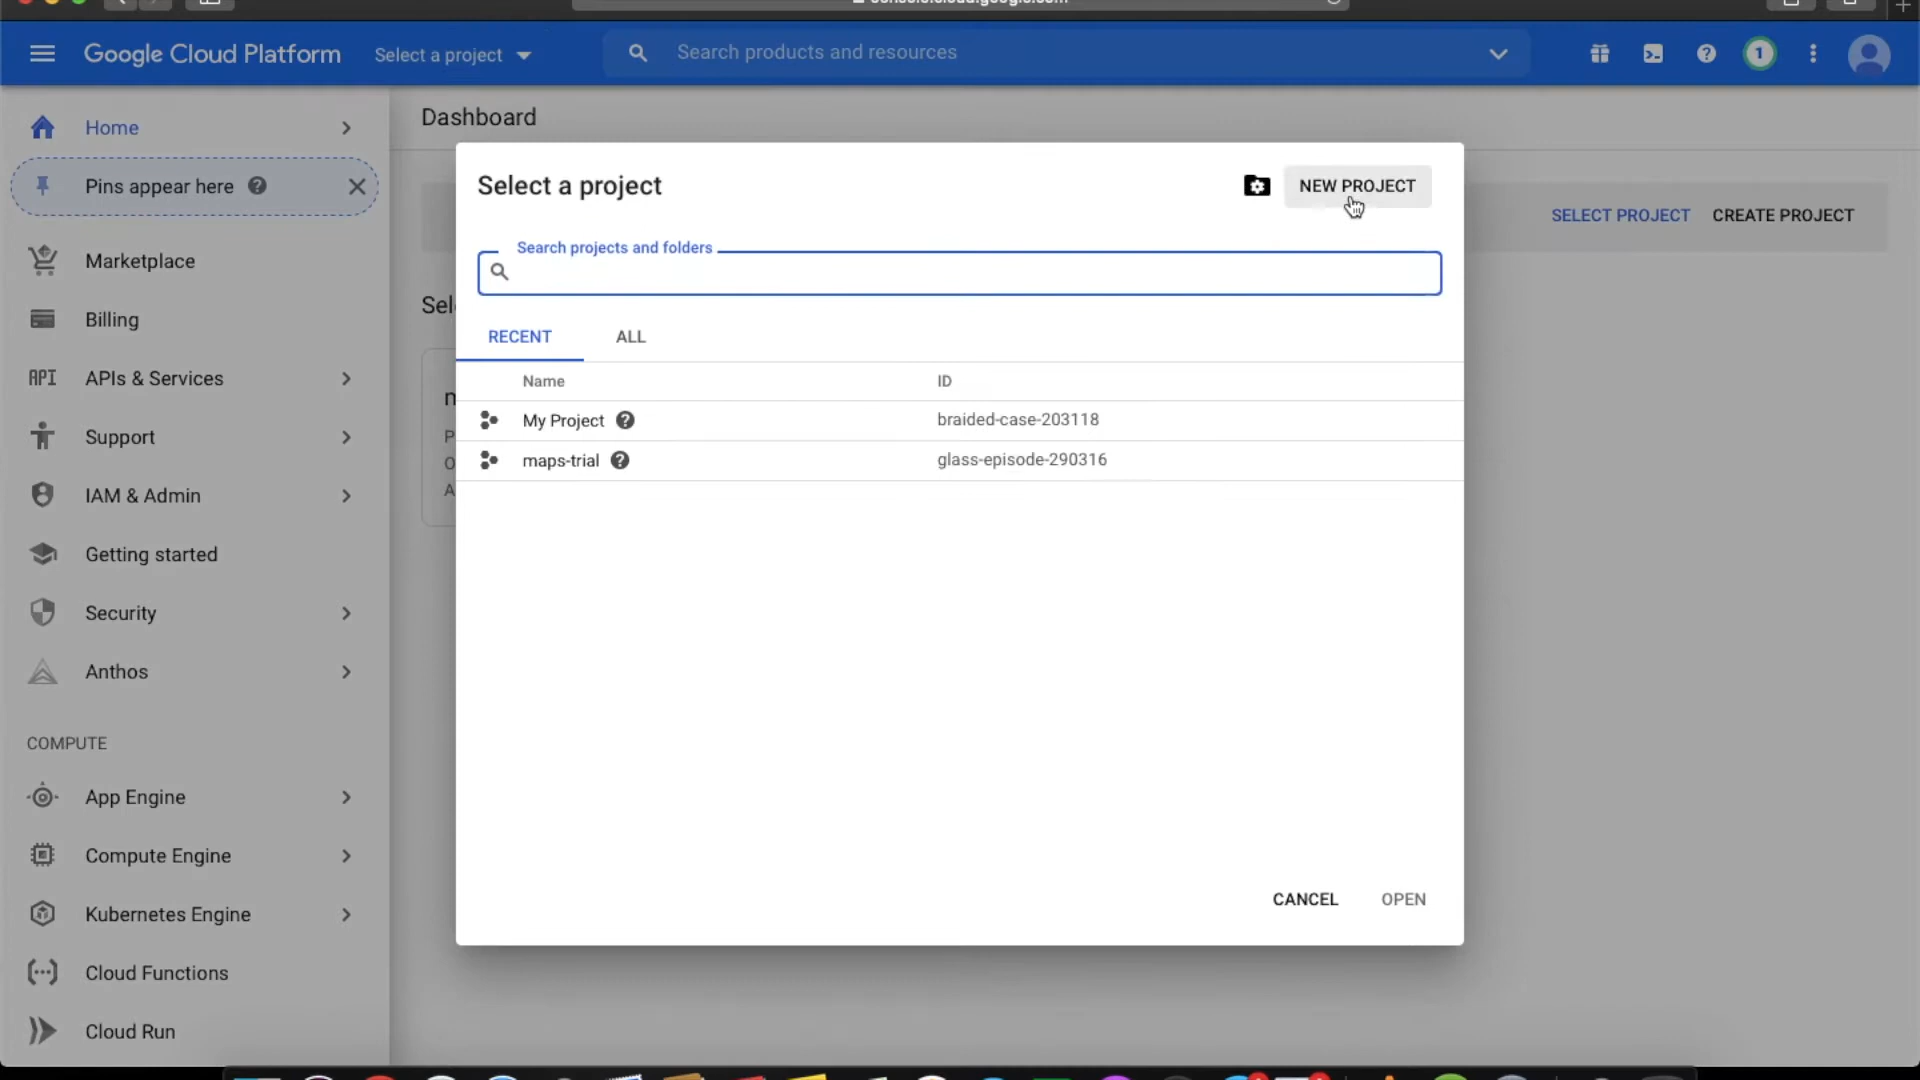 Google Cloud Platform
Select a project
Search products and resources
1
Home
Dashboard
Pins appear here
Select a project
NEW PROJECT
SELECT PROJECT
CREATE PROJECT
Search projects and folders
Marketplace
Billing
RECENT
ALL
API
APIs & Services
Name
ID
My Project
braided-case-203118
maps-trial
glass-episode-290316
Support
IAM & Admin
Getting started
Security
Anthos
COMPUTE
App Engine
Compute Engine
Kubernetes Engine
Cloud Functions
Cloud Run
CANCEL
OPEN